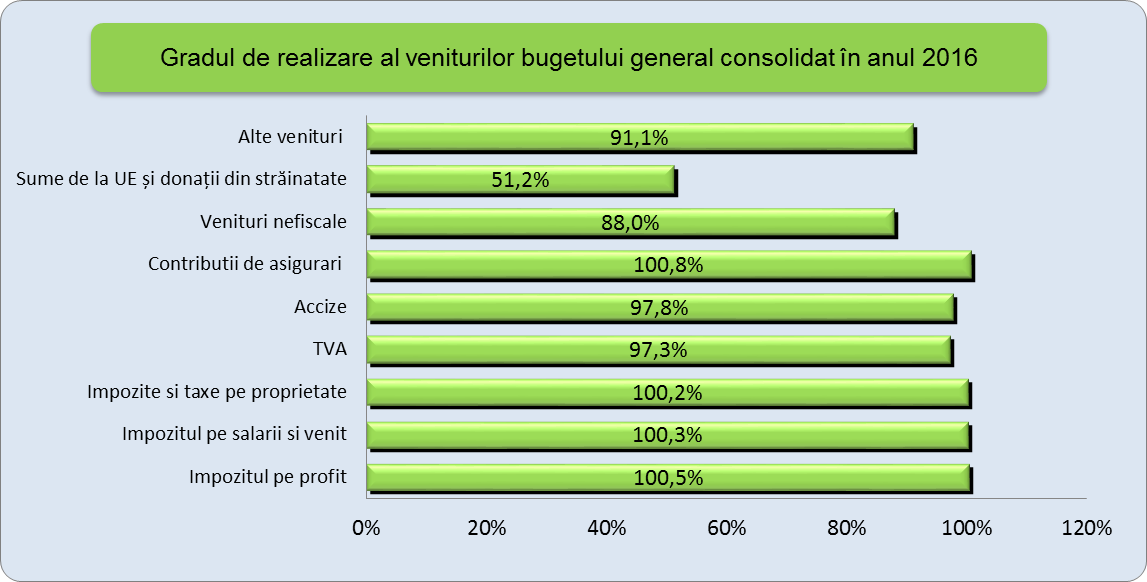 Gradul de realizare al veniturilor bugetului general consolidat în anul 2016
Alte venituri 91,1%
Sume de la UE și donații din străinatate 51,2%
Venituri nefiscale 88,0%
Contributii de asigurari 100,8%
Accize 97,8%
TVA 97,3%
Impozite si taxe pe proprietate 100,2%
Impozitul pe salarii si venit 100,3%
Impozitul pe profit 100,5%
0% 20% 40% 60% 80% 100% 120%